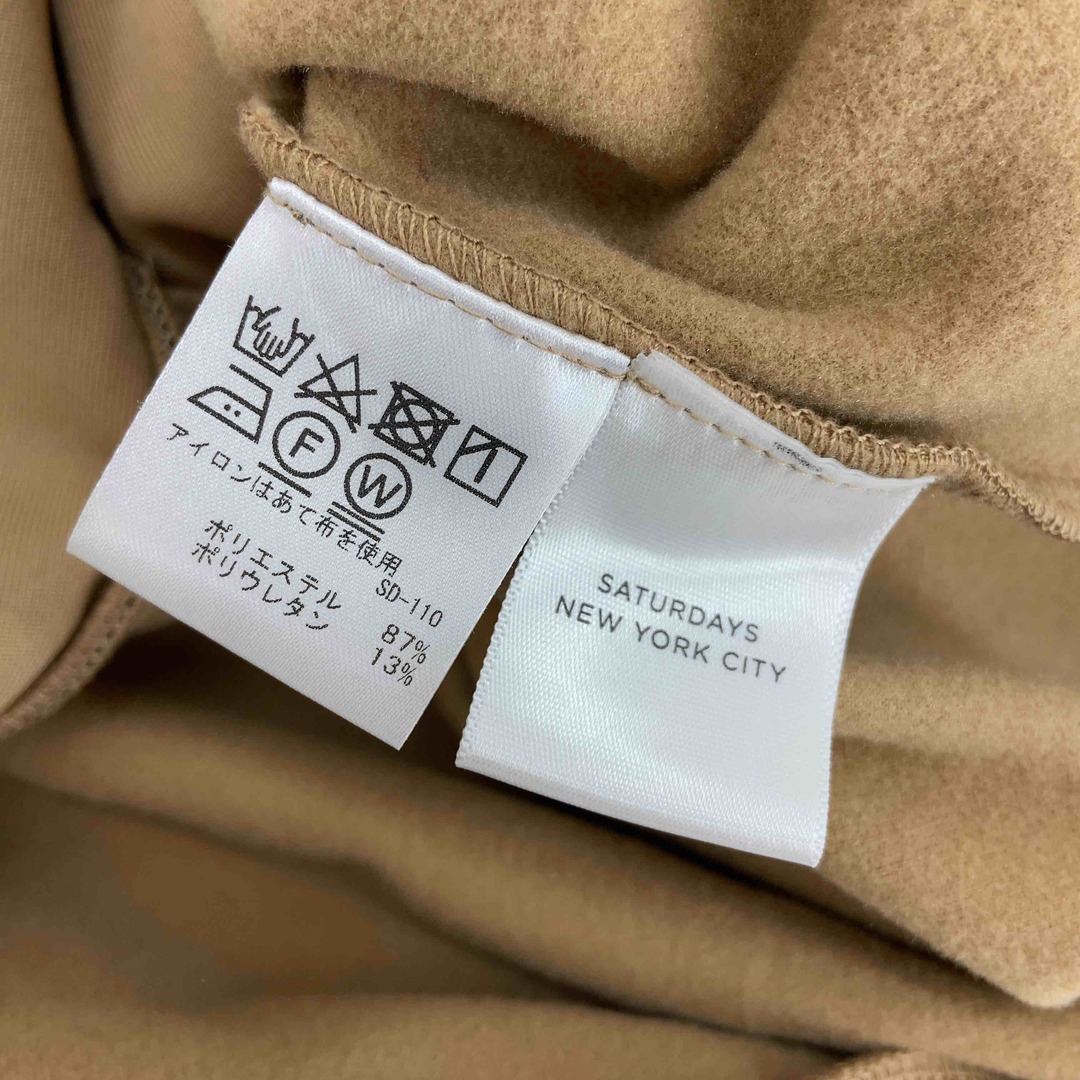 F
W
アイロンはあて布を使用
SD-110
ポリエステル 87%
ポリウレタン 13%
SATURDAYS
NEW YORK CITY